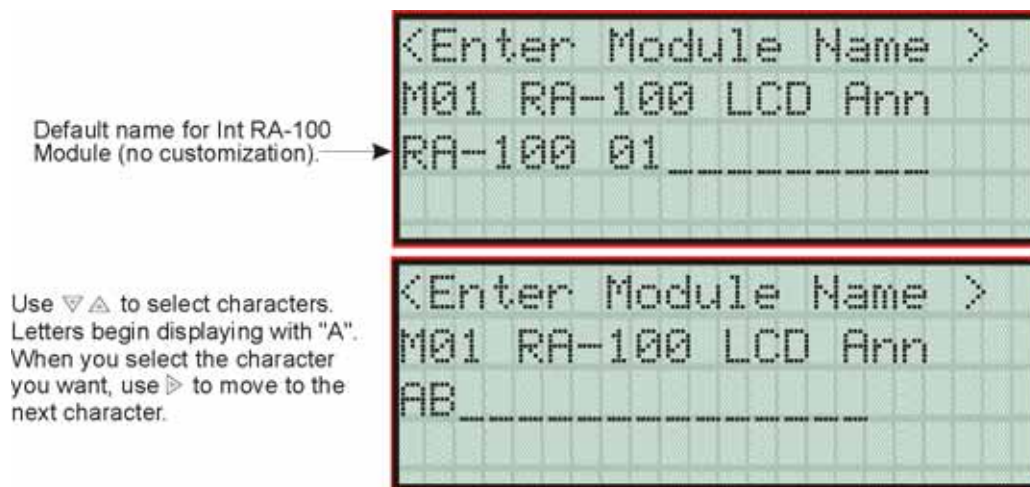 Default name for Int RA-100
Module (no customization).
<Enter Module Name >
M01 RA-100 LCD Ann
RA-100 01_________
Use ▽ △ to select characters.
Letters begin displaying with "A".
When you select the character
you want, use ▷ to move to the
next character.
<Enter Module Name >
M01 RA-100 LCD Ann
AB______________